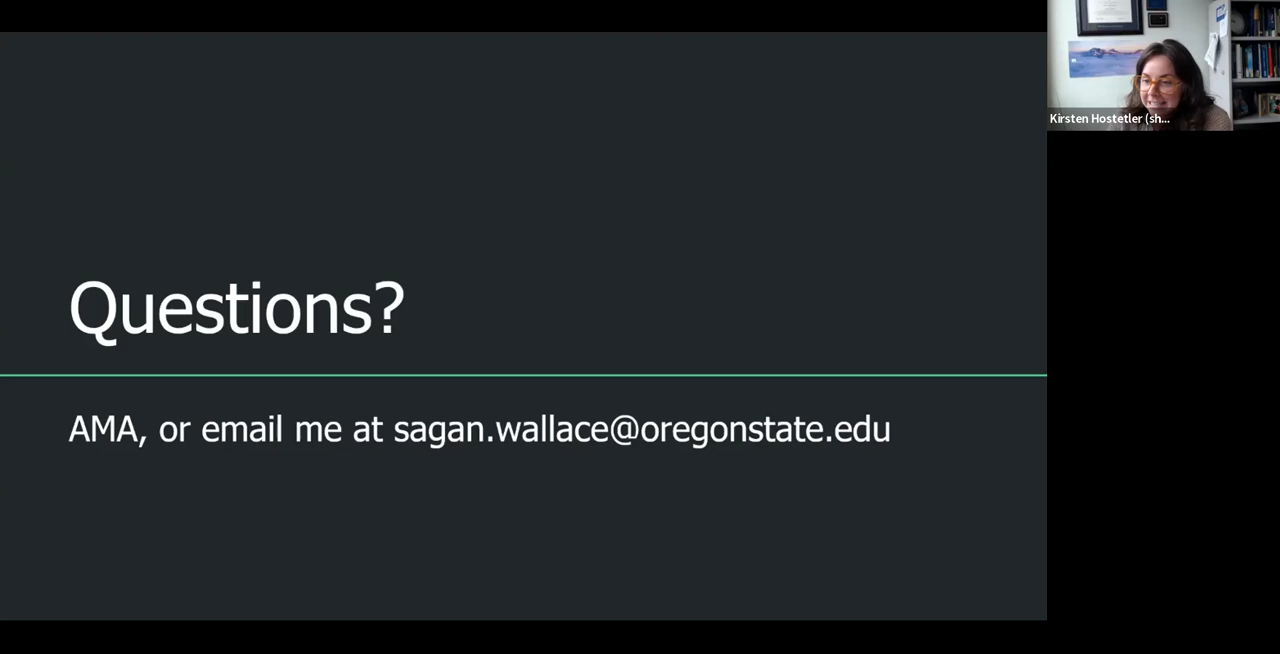 Questions?
AMA, or email me at sagan.wallace@oregonstate.edu
Kirsten Hostetler (sh...